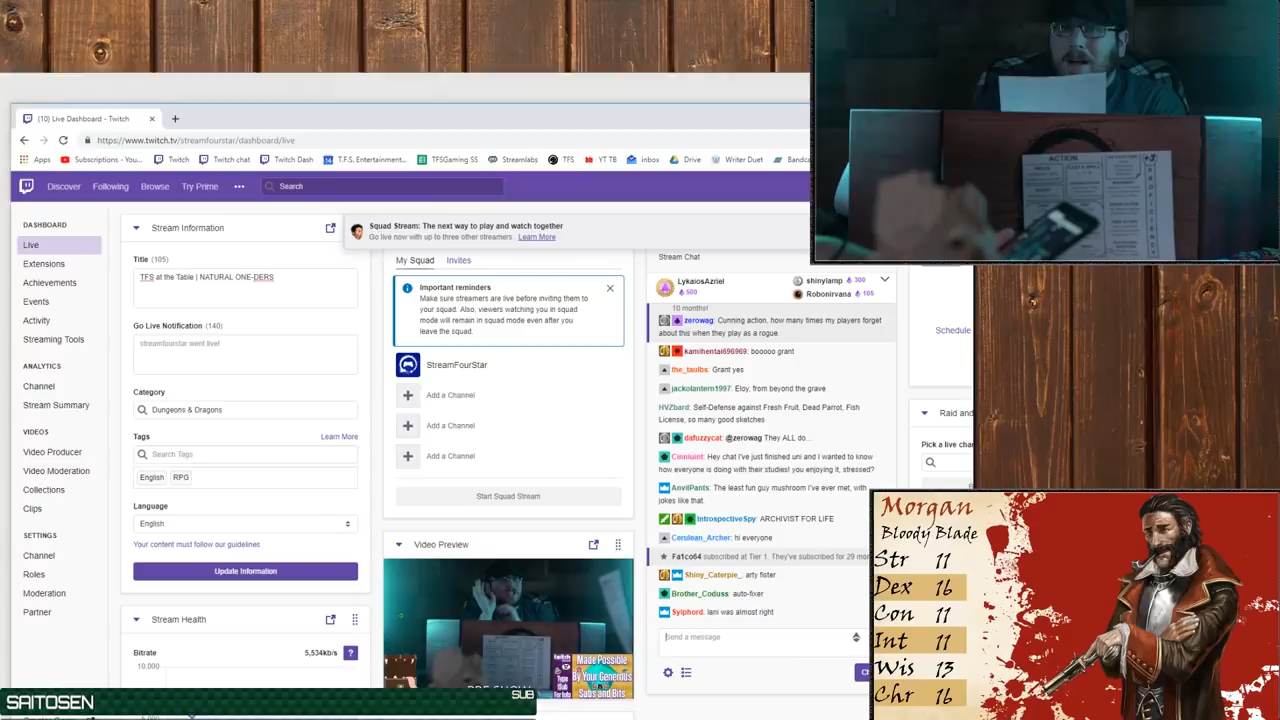 (10) Live Dashboard - Twitch
https://www.twitch.tv/streamfourstar/dashboard/live
Apps
Subscriptions - You...
Twitch
Twitch chat
Twitch Dash
T.F.S. Entertainment...
TFSGaming SS
Streamlabs
TFS
YT TB
inbox
Drive
Writer Duet
Bandca
Discover
Following
Browse
Try Prime
Search
DASHBOARD
Live
Extensions
Achievements
Events
Activity
Streaming Tools
ANALYTICS
Channel
Stream Summary
VIDEOS
Video Producer
Video Moderation
Collections
Clips
SETTINGS
Channel
Roles
Moderation
Partner
Stream Information
Title (105)
TFS at the Table | NATURAL ONE-DERS
Go Live Notification (140)
streamfourstar went live!
Category
Dungeons & Dragons
Tags
Learn More
Search Tags
English
RPG
Language
English
Your content must follow our guidelines
Update Information
Stream Health
Bitrate
5,534kb/s
?
10,000
Squad Stream: The next way to play and watch together
Go live now with up to three other streamers. Learn More
My Squad
Invites
Important reminders
Make sure streamers are live before inviting them to
your squad. Also, viewers watching you in squad
mode will remain in squad mode even after you
leave the squad.
StreamFourStar
Add a Channel
Add a Channel
Add a Channel
Start Squad Stream
Video Preview
Made Possible
By Your Generous
Subs and Bits
Stream Chat
LykaiosAzriel
500
shinylamp 300
Robonirvana 105
10 months!
zerowag: Cunning action, how many times my players forget
about this when they play as a rogue.
kamihentai696969: booooo grant
the_taulbs: Grant yes
jackolantern1997: Eloy, from beyond the grave
HVZbard: Self-Defense against Fresh Fruit, Dead Parrot, Fish
License, so many good sketches
dafuzzycat: @zerowag They ALL do...
Cinniuint: Hey chat I've just finished uni and I wanted to know
how everyone is doing with their studies! you enjoying it, stressed?
AnvilPants: The least fun guy mushroom I've ever met, with
jokes like that.
IntrospectiveSpy: ARCHIVIST FOR LIFE
Cerulean_Archer: hi everyone
Fa1co64 subscribed at Tier 1. They've subscribed for 29 mon
Shiny_Caterpie_: arty fister
Brother_Coduss: auto-fixer
Sylphord: Iani was almost right
Send a message
Schedule
Raid and
Pick a live chan
ACTION
+3
Morgan
Bloody Blade
Str 11
Dex 16
Con 11
Int 11
Wis 13
Chr 16
SAITOSEN
SUB